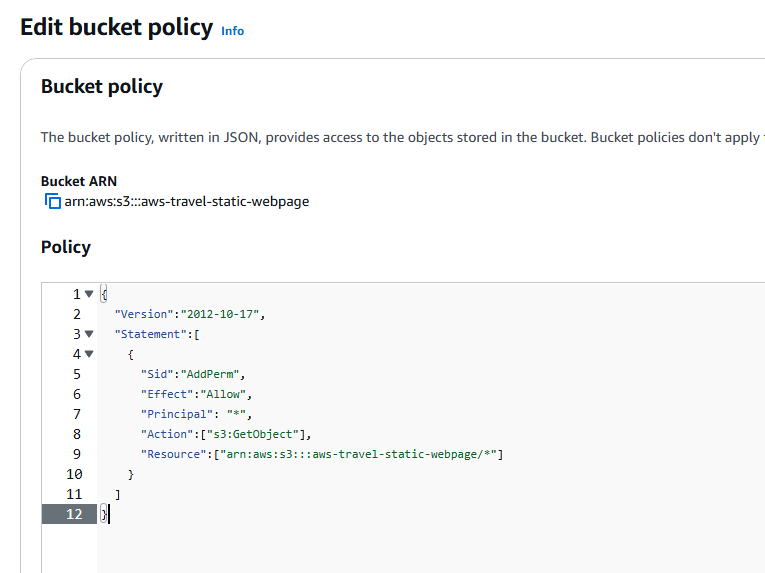 Edit bucket policy Info
Bucket policy
The bucket policy, written in JSON, provides access to the objects stored in the bucket. Bucket policies don't apply
Bucket ARN
arn:aws:s3:::aws-travel-static-webpage
Policy
1 {
2 "Version":"2012-10-17",
3 "Statement":[
4 {
5 "Sid":"AddPerm",
6 "Effect":"Allow",
7 "Principal": "*",
8 "Action":["s3:GetObject"],
9 "Resource":["arn:aws:s3:::aws-travel-static-webpage/*"]
10 }
11 ]
12 }